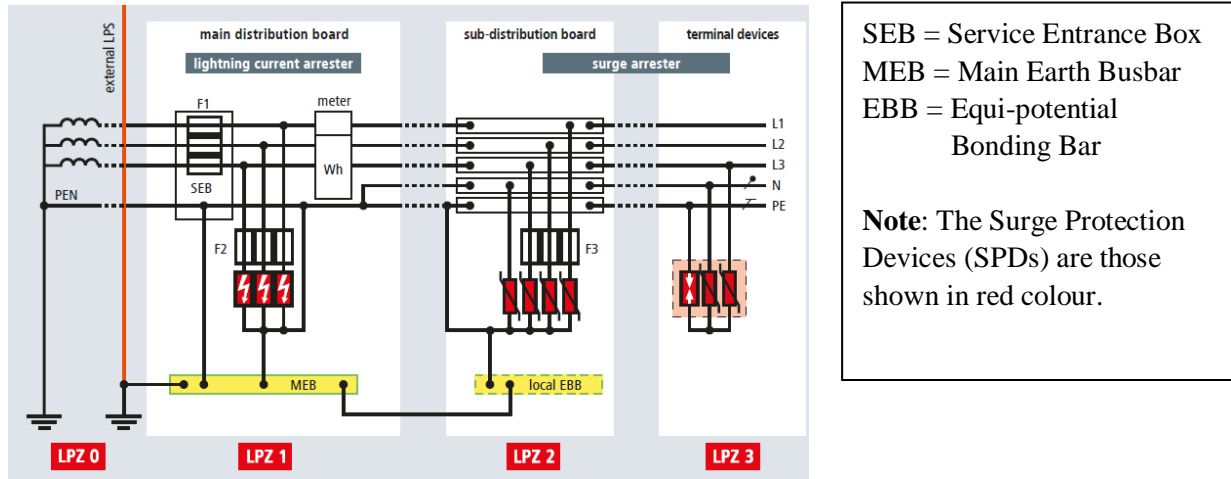 external LPS
main distribution board
sub-distribution board
terminal devices
lightning current arrester
surge arrester
F1
meter
L1
L2
L3
Wh
SEB
N
PEN
PE
F2
F3
MEB
local EBB
LPZ 0
LPZ 1
LPZ 2
LPZ 3
SEB = Service Entrance Box
MEB = Main Earth Busbar
EBB = Equi-potential
Bonding Bar
Note: The Surge Protection
Devices (SPDs) are those
shown in red colour.